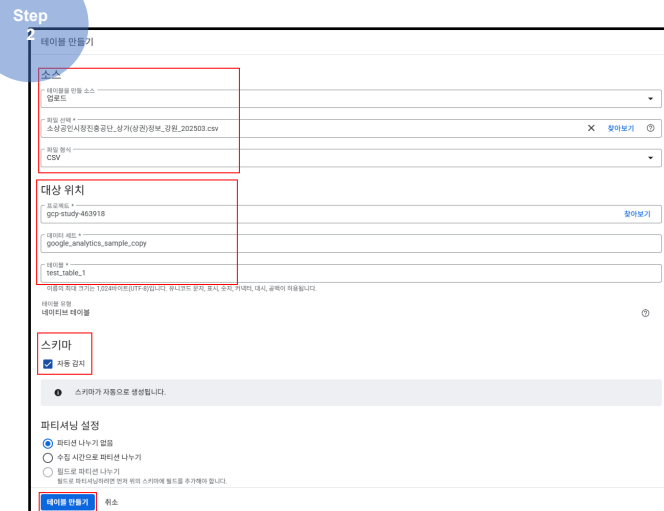 Step
2
테이블 만들기
소스
테이블을 만들 소스
업로드
파일 선택 *
소상공인시장진흥공단_상가(상권)정보_강원_202503.csv
찾아보기
파일 형식
CSV
대상 위치
프로젝트 *
gcp-study-463918
찾아보기
데이터 세트 *
google_analytics_sample_copy
테이블 *
test_table_1
이름의 최대 크기는 1,024바이트(UTF-8)입니다. 유니코드 문자, 표시, 숫자, 커넥터, 대시, 공백이 허용됩니다.
테이블 유형
네이티브 테이블
스키마
자동 감지
스키마가 자동으로 생성됩니다.
파티셔닝 설정
파티션 나누기 없음
수집 시간으로 파티션 나누기
필드로 파티션 나누기
필드로 파티셔닝하려면 먼저 위의 스키마에 필드를 추가해야 합니다.
테이블 만들기 취소